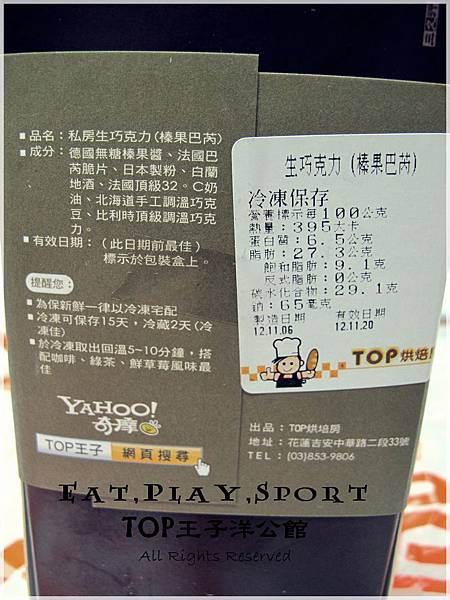 ■品名：私房生巧克力(榛果巴芮)
■成分：德國無糖榛果醬、法國巴
芮脆片、日本製粉、白蘭
地酒、法國頂級32。C奶
油、北海道手工調溫巧克
豆、比利時頂級調溫巧克
力。
■有效日期：（此日期前最佳）
標示於包裝盒上。
提醒您：
■為保新鮮一律以冷凍宅配
■冷凍可保存15天，冷藏2天(冷
凍佳)
■於冷凍取出回溫5~10分鐘，搭
配咖啡、綠茶、鮮草莓風味最
佳
YAHOO!
奇摩
TOP王子 網頁搜尋
生巧克力(榛果巴芮)
冷凍保存
營養標示每100公克
熱量：395大卡
蛋白質：6.5公克
脂肪：27.3公克
飽和脂肪：9.1克
反式脂肪：0公克
碳水化合物：29.1克
鈉：65毫克
製造日期 有效日期
12.11.06 12.11.20
TOP烘焙
出品：TOP烘焙房
地址：花蓮吉安中華路二段33號
TEL：(03)853-9806
Eat,Play,Sport
TOP王子洋公館
All Rights Reserved